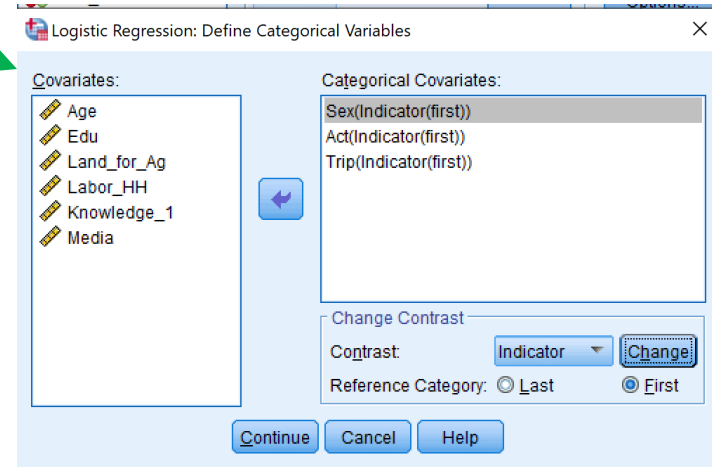 Logistic Regression: Define Categorical Variables
Covariates:
Age
Edu
Land_for_Ag
Labor_HH
Knowledge_1
Media
Categorical Covariates:
Sex(Indicator(first))
Act(Indicator(first))
Trip(Indicator(first))
Change Contrast
Contrast: Indicator Change
Reference Category: Last First
Continue Cancel Help